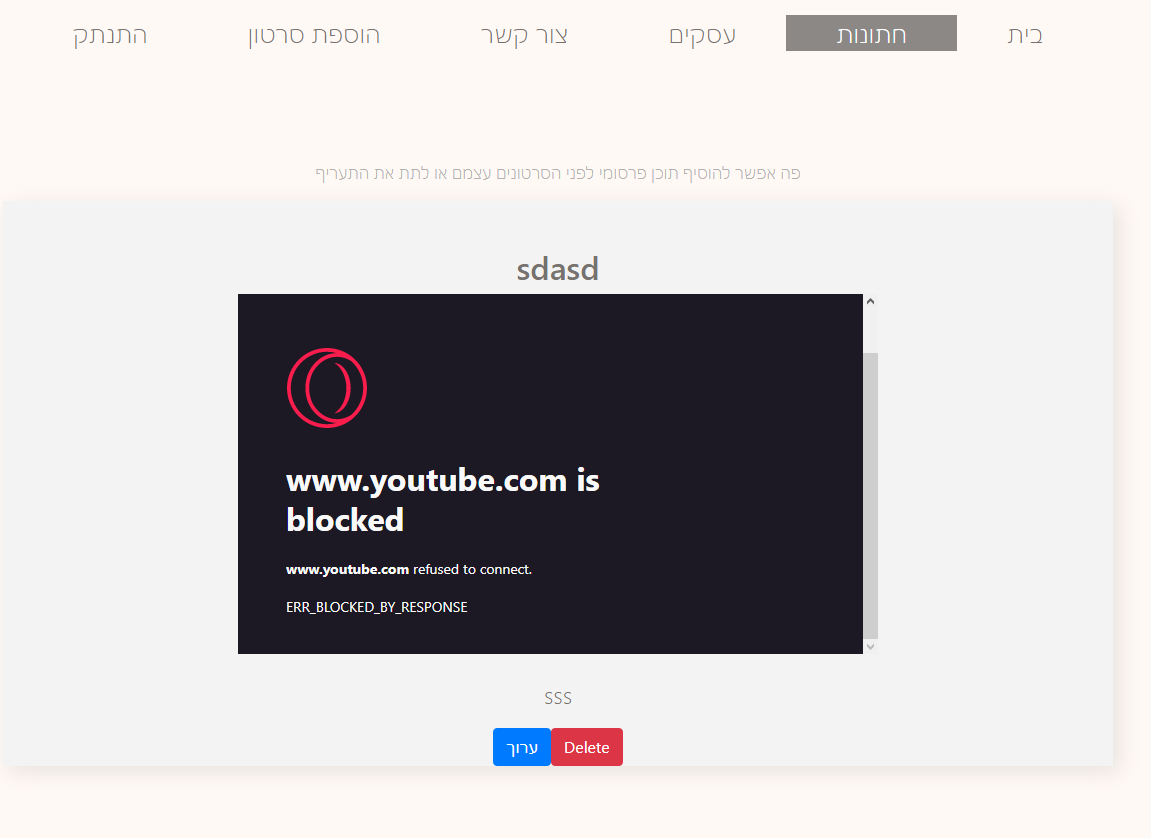 בית חתונות עסקים צור קשר הוספת סרטון התנתק
פה אפשר להוסיף תוכן פרסומי לפני הסרטונים עצמם או לתת את התעריף
sdasd
www.youtube.com is
blocked
www.youtube.com refused to connect.
ERR_BLOCKED_BY_RESPONSE
sss
ערוך Delete